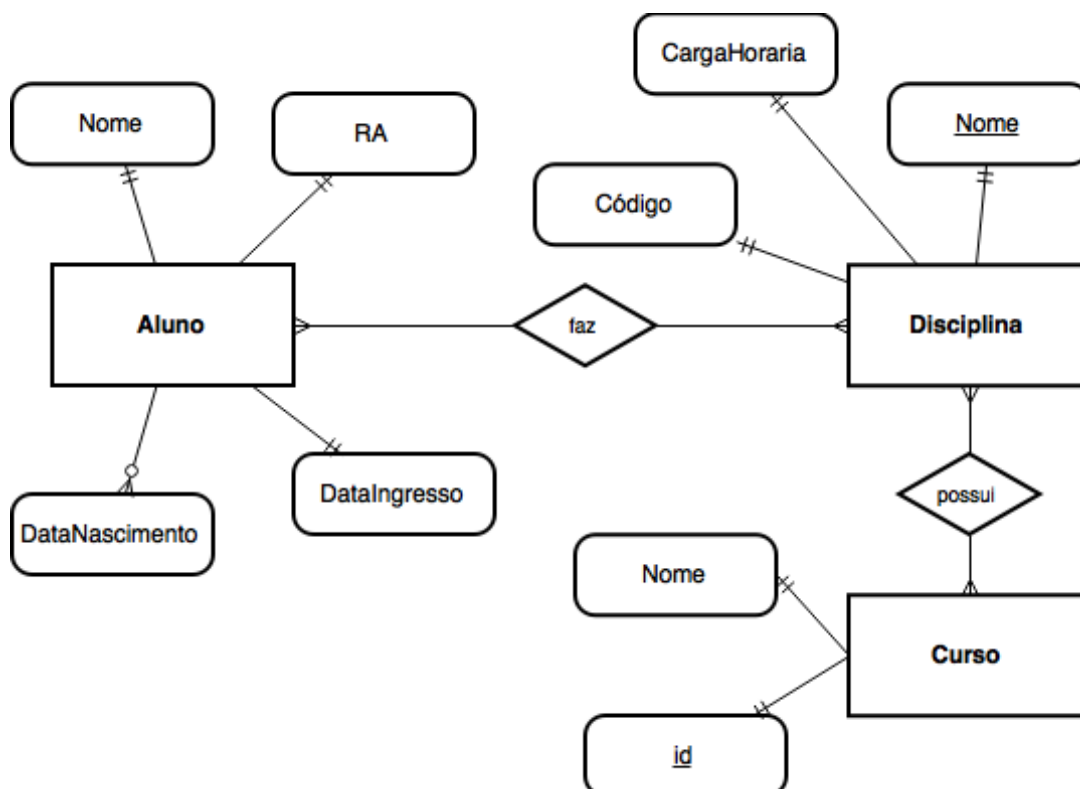 CargaHoraria
Nome
RA
Nome
Código
Aluno
faz
Disciplina
DataNascimento
DataIngresso
possui
Nome
Curso
id